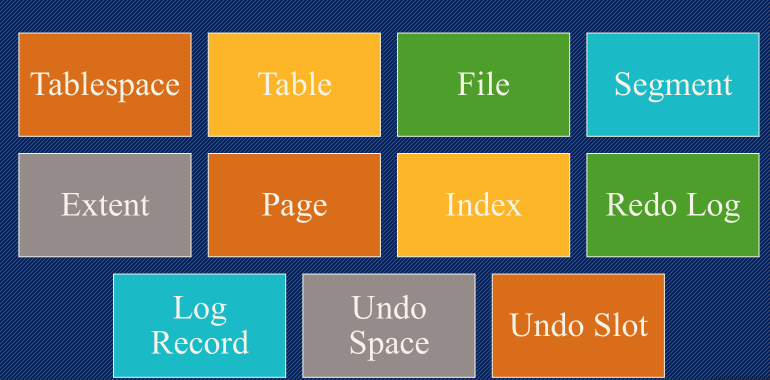 Tablespace
Table
File
Segment
Extent
Page
Index
Redo Log
Log
Record
Undo
Space
Undo Slot